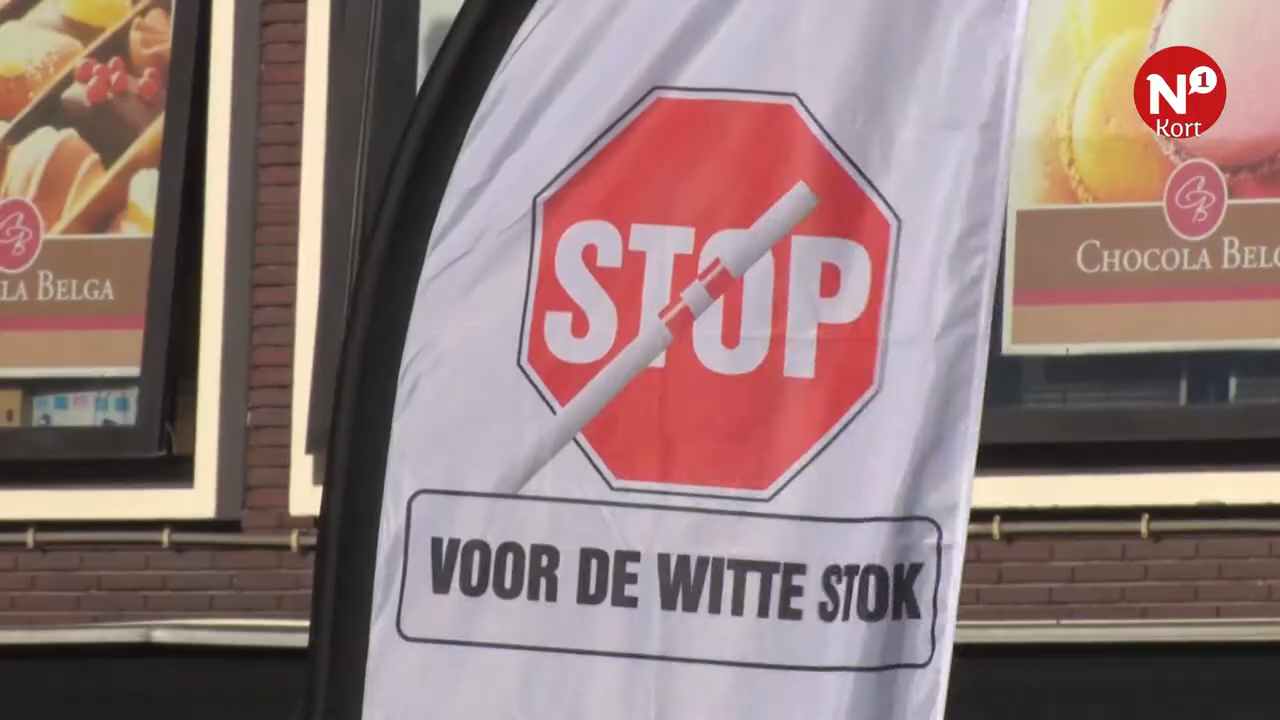 N1
Kort
STOP
VOOR DE WITTE STOK
LA BELGA
CHOCOLA BELG